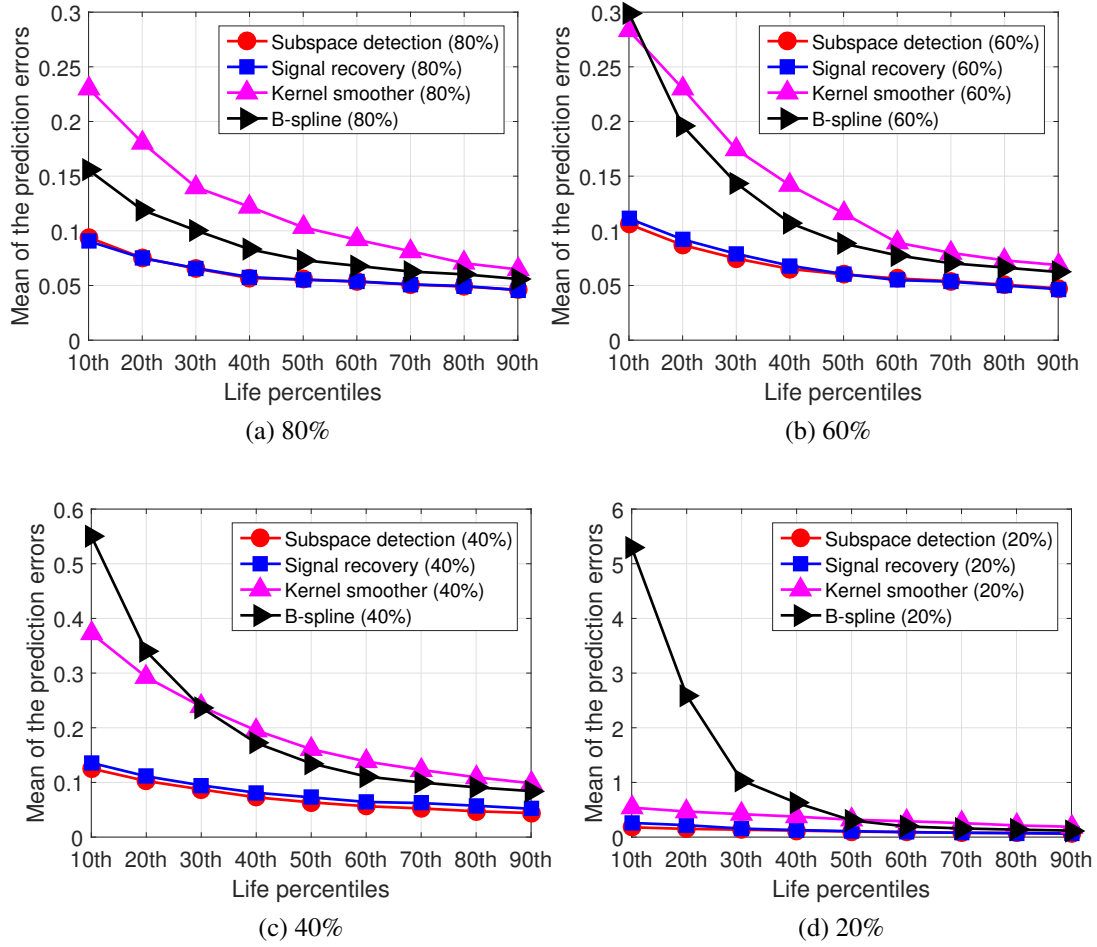 0.3
0.25
0.2
0.15
0.1
0.05
0
Mean of the prediction errors
Subspace detection (80%)
Signal recovery (80%)
Kernel smoother (80%)
B-spline (80%)
10th 20th 30th 40th 50th 60th 70th 80th 90th
Life percentiles
(a) 80%
0.3
0.25
0.2
0.15
0.1
0.05
0
Mean of the prediction errors
Subspace detection (60%)
Signal recovery (60%)
Kernel smoother (60%)
B-spline (60%)
10th 20th 30th 40th 50th 60th 70th 80th 90th
Life percentiles
(b) 60%
0.6
0.5
0.4
0.3
0.2
0.1
0
Mean of the prediction errors
Subspace detection (40%)
Signal recovery (40%)
Kernel smoother (40%)
B-spline (40%)
10th 20th 30th 40th 50th 60th 70th 80th 90th
Life percentiles
(c) 40%
6
5
4
3
2
1
0
Mean of the prediction errors
Subspace detection (20%)
Signal recovery (20%)
Kernel smoother (20%)
B-spline (20%)
10th 20th 30th 40th 50th 60th 70th 80th 90th
Life percentiles
(d) 20%